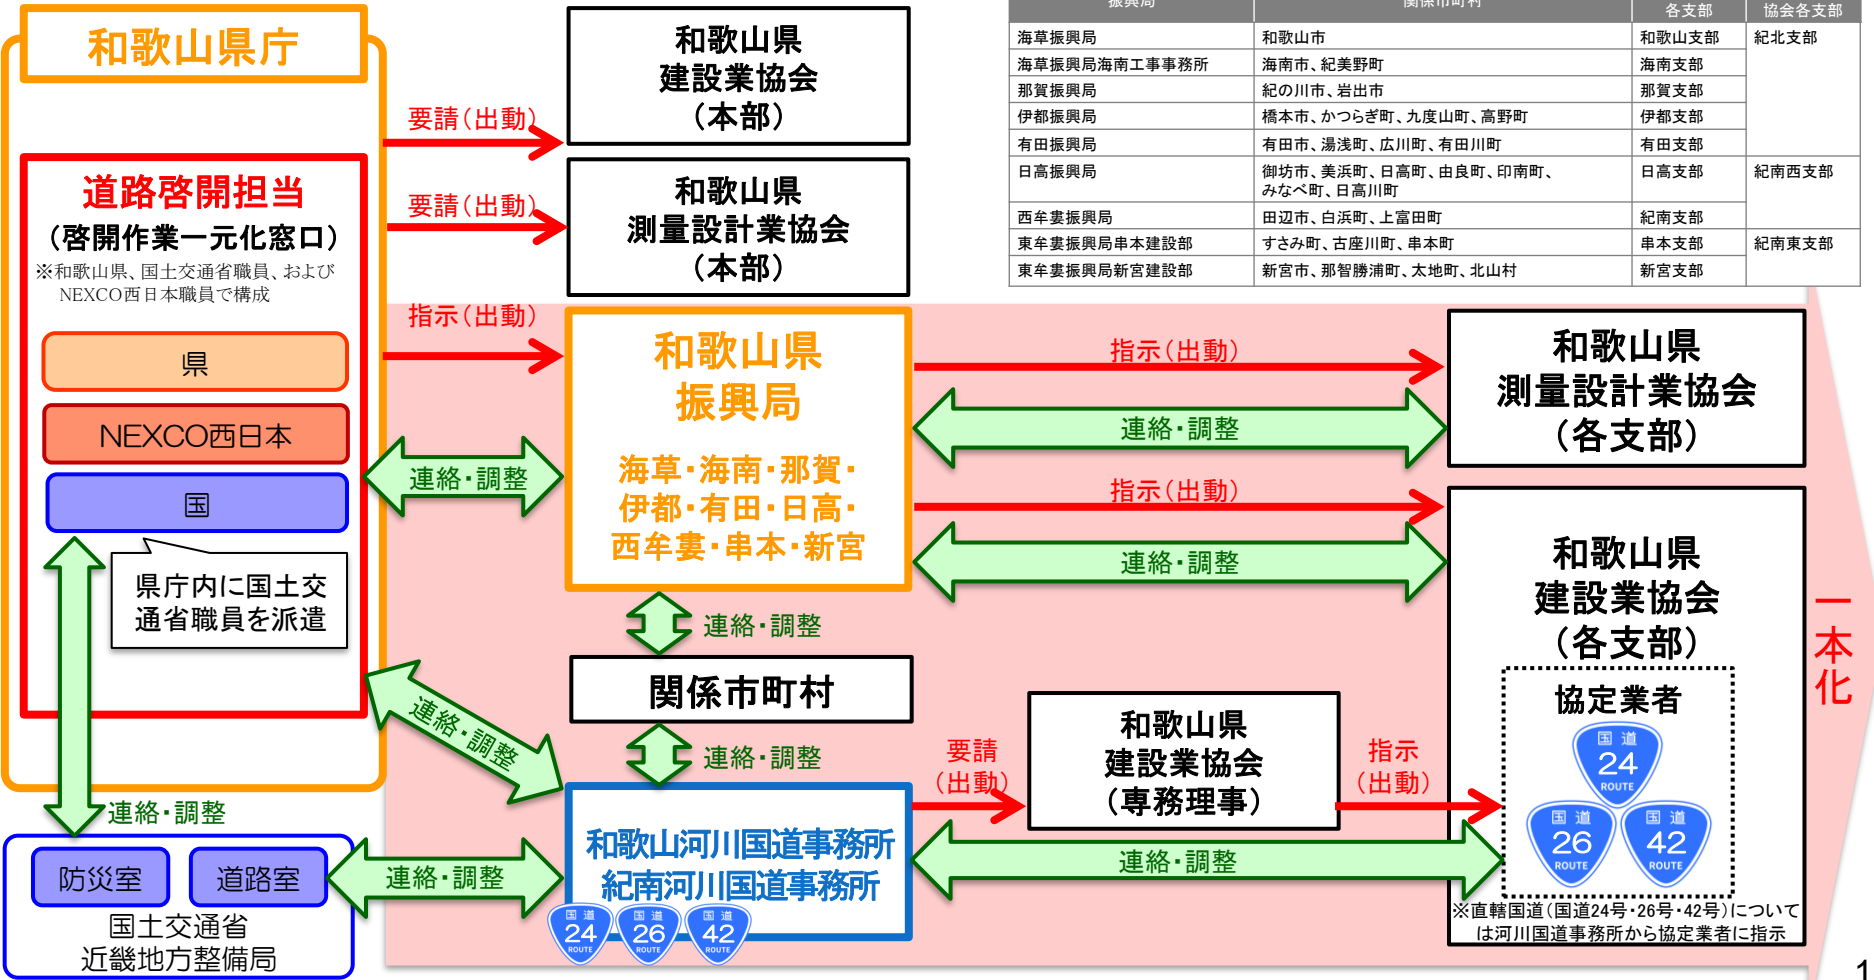 和歌山県庁
道路啓開担当
(啓開作業一元化窓口)
※和歌山県、国土交通省職員、および
NEXCO西日本職員で構成
県
NEXCO西日本
国
県庁内に国土交
通省職員を派遣
連絡・調整
防災室
道路室
国土交通省
近畿地方整備局
要請(出動)
和歌山県
建設業協会
(本部)
要請(出動)
和歌山県
測量設計業協会
(本部)
指示(出動)
和歌山県
振興局
海草・海南・那賀・
伊都・有田・日高・
西牟婁・串本・新宮
連絡・調整
連絡・調整
関係市町村
連絡・調整
連絡・調整
連絡・調整
和歌山河川国道事務所
紀南河川国道事務所
国道
24
ROUTE
国道
26
ROUTE
国道
42
ROUTE
振興局 関係市町村 各支部 協会各支部
海草振興局 和歌山市 和歌山支部 紀北支部
海草振興局海南工事事務所 海南市、紀美野町 海南支部
那賀振興局 紀の川市、岩出市 那賀支部
伊都振興局 橋本市、かつらぎ町、九度山町、高野町 伊都支部
有田振興局 有田市、湯浅町、広川町、有田川町 有田支部
日高振興局 御坊市、美浜町、日高町、由良町、印南町、 日高支部 紀南西支部
みなべ町、日高川町
西牟婁振興局 田辺市、白浜町、上富田町 紀南支部
東牟婁振興局串本建設部 すさみ町、古座川町、串本町 串本支部 紀南東支部
東牟婁振興局新宮建設部 新宮市、那智勝浦町、太地町、北山村 新宮支部
指示(出動)
連絡・調整
和歌山県
測量設計業協会
(各支部)
指示(出動)
連絡・調整
和歌山県
建設業協会
(各支部)
要請
(出動)
和歌山県
建設業協会
(専務理事)
指示
(出動)
連絡・調整
協定業者
国道
24
ROUTE
国道
26
ROUTE
国道
42
ROUTE
※直轄国道(国道24号・26号・42号)について
は河川国道事務所から協定業者に指示
一本化
1